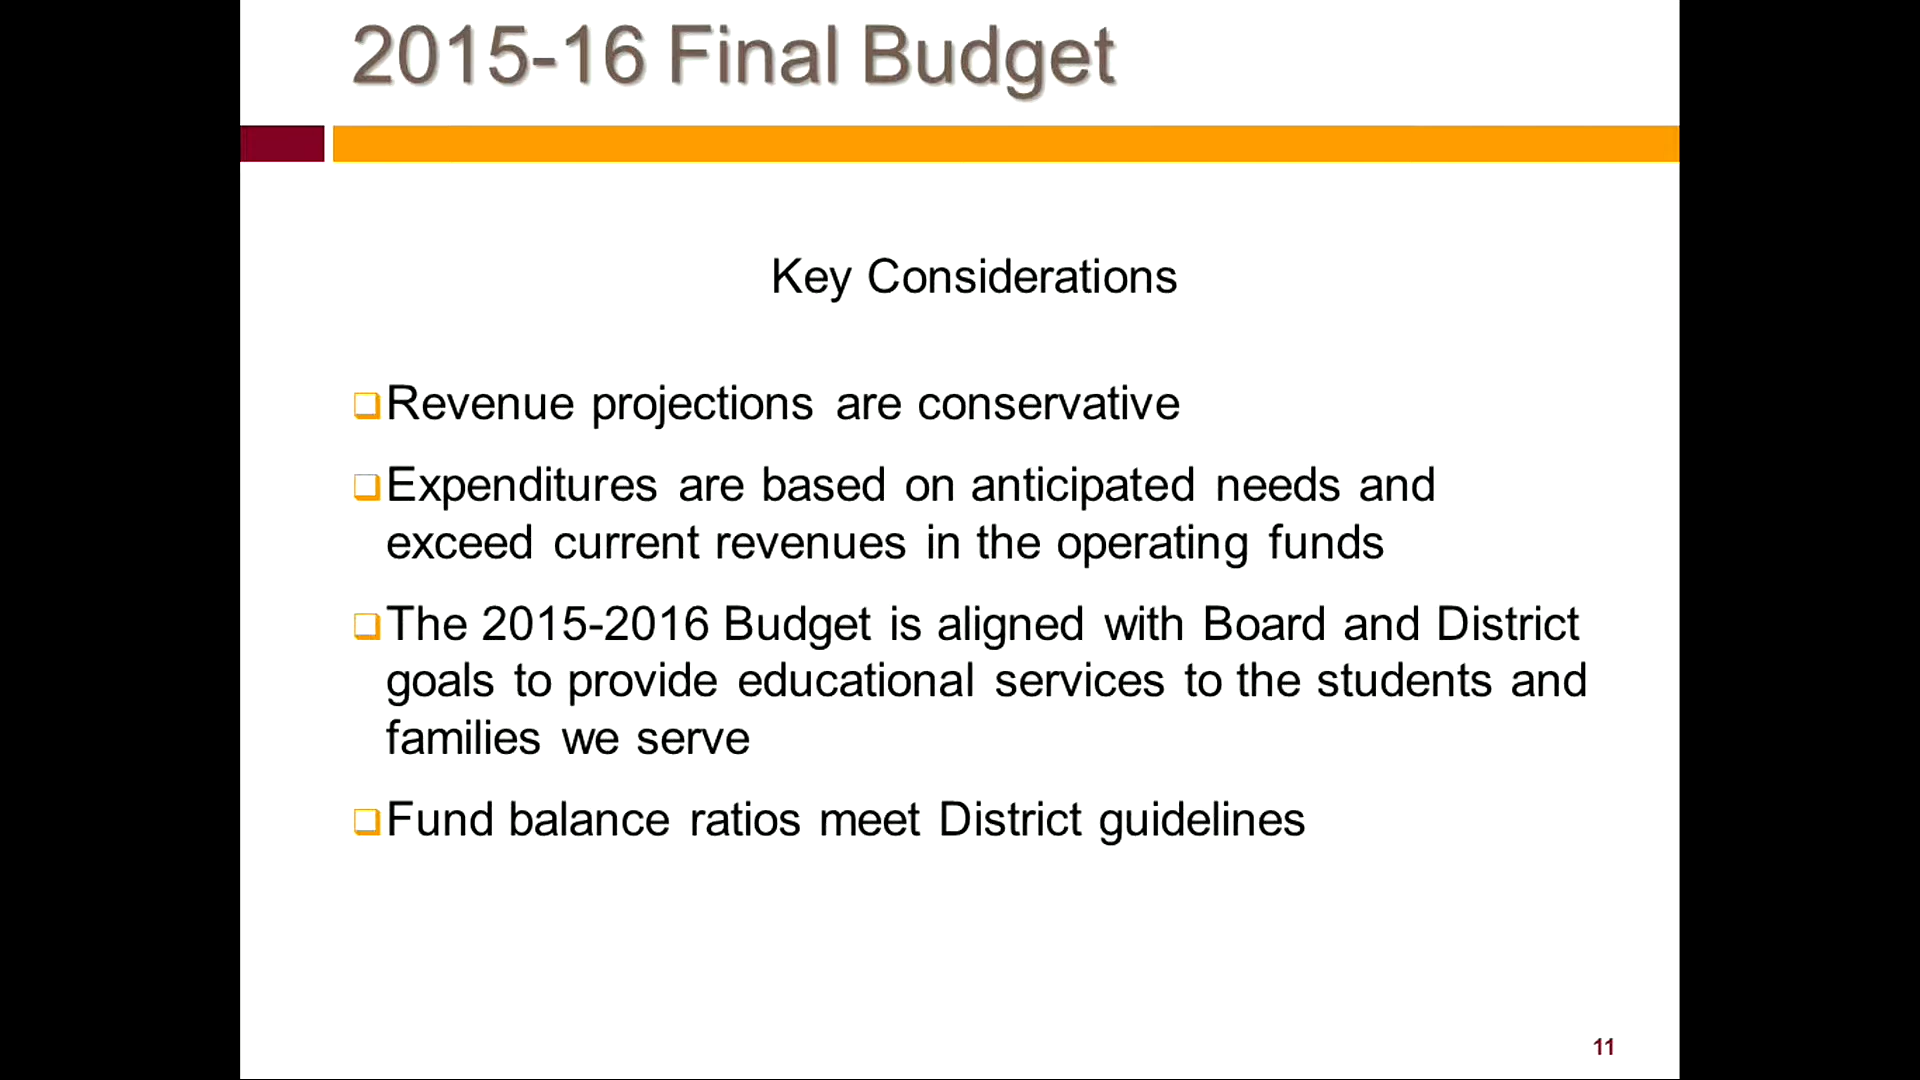 2015-16 Final Budget
Key Considerations
Revenue projections are conservative
Expenditures are based on anticipated needs and
exceed current revenues in the operating funds
The 2015-2016 Budget is aligned with Board and District
goals to provide educational services to the students and
families we serve
Fund balance ratios meet District guidelines
11